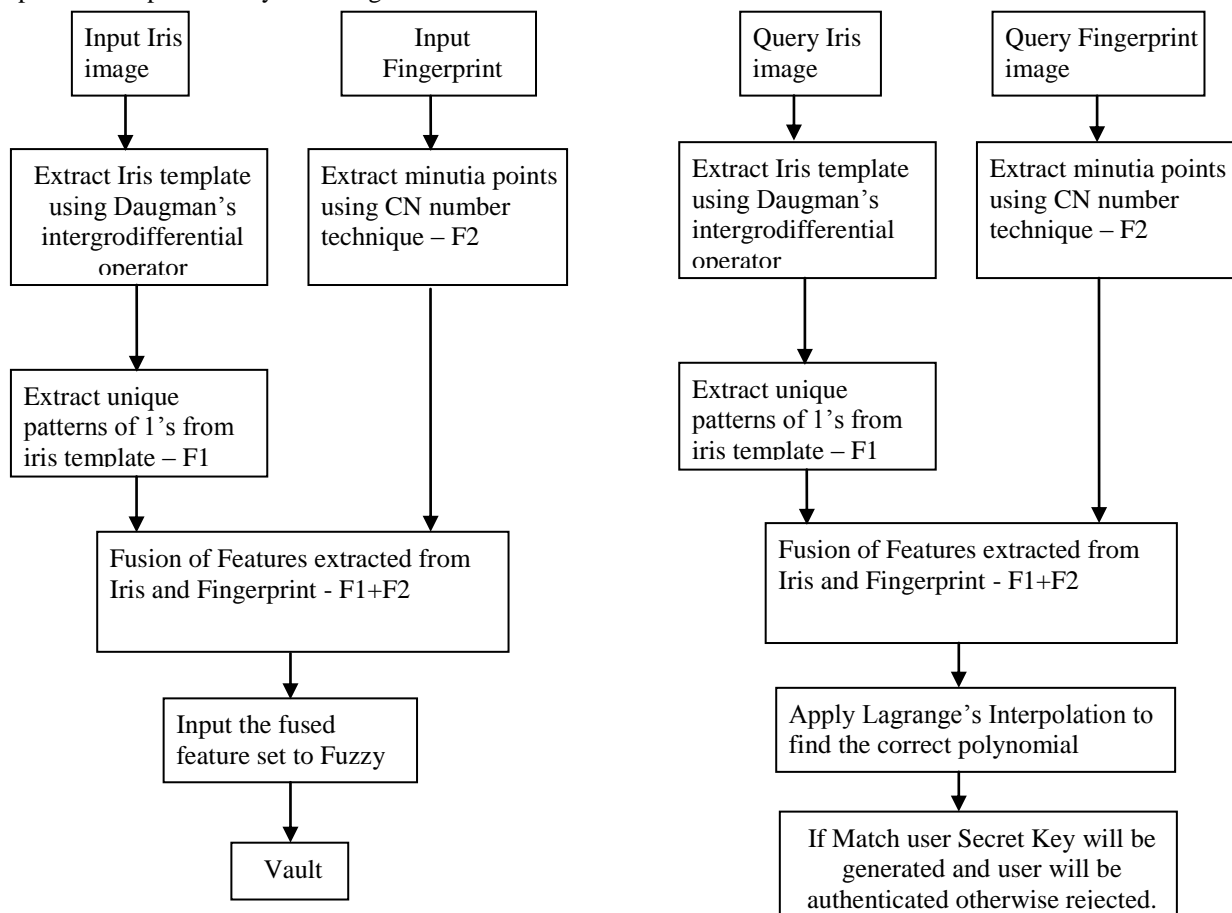 Input Iris
image
Input
Fingerprint
Extract Iris template
using Daugman's
intergrodifferential
operator
Extract minutia points
using CN number
technique – F2
Extract unique
patterns of 1's from
iris template – F1
Fusion of Features extracted from
Iris and Fingerprint - F1+F2
Input the fused
feature set to Fuzzy
Vault
Query Iris
image
Query Fingerprint
image
Extract Iris template
using Daugman's
intergrodifferential
operator
Extract minutia points
using CN number
technique – F2
Extract unique
patterns of 1's from
iris template – F1
Fusion of Features extracted from
Iris and Fingerprint - F1+F2
Apply Lagrange's Interpolation to
find the correct polynomial
If Match user Secret Key will be
generated and user will be
authenticated otherwise rejected.